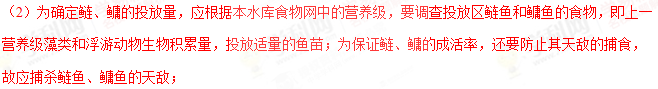 （2）为确定鲢、鳙的投放量，应根据本水库食物网中的营养级，要调查投放区鲢鱼和鳙鱼的食物，即上一
营养级藻类和浮游动物生物积累量，投放适量的鱼苗；为保证鲢、鳙的成活率，还要防止其天敌的捕食，
故应捕杀鲢鱼、鳙鱼的天敌；